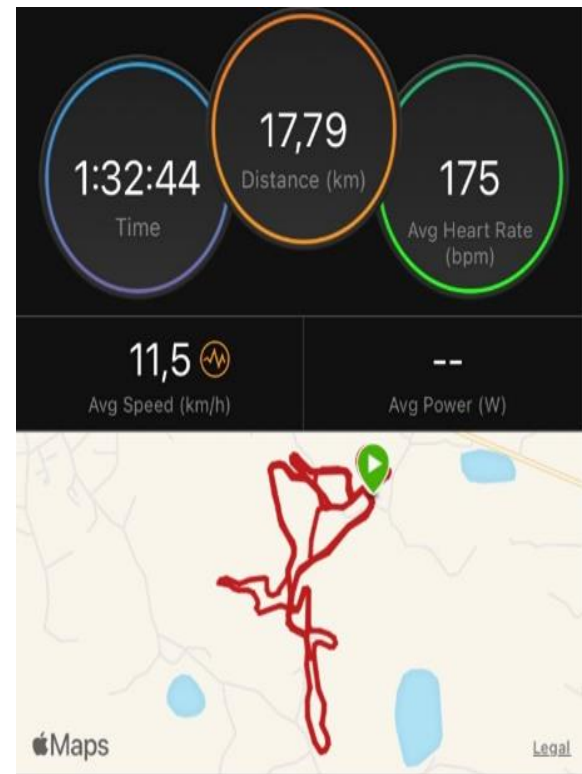 17,79
Distance (km)
1:32:44
Time
175
Avg Heart Rate
(bpm)
11,5
Avg Speed (km/h)
--
Avg Power (W)
Maps
Legal